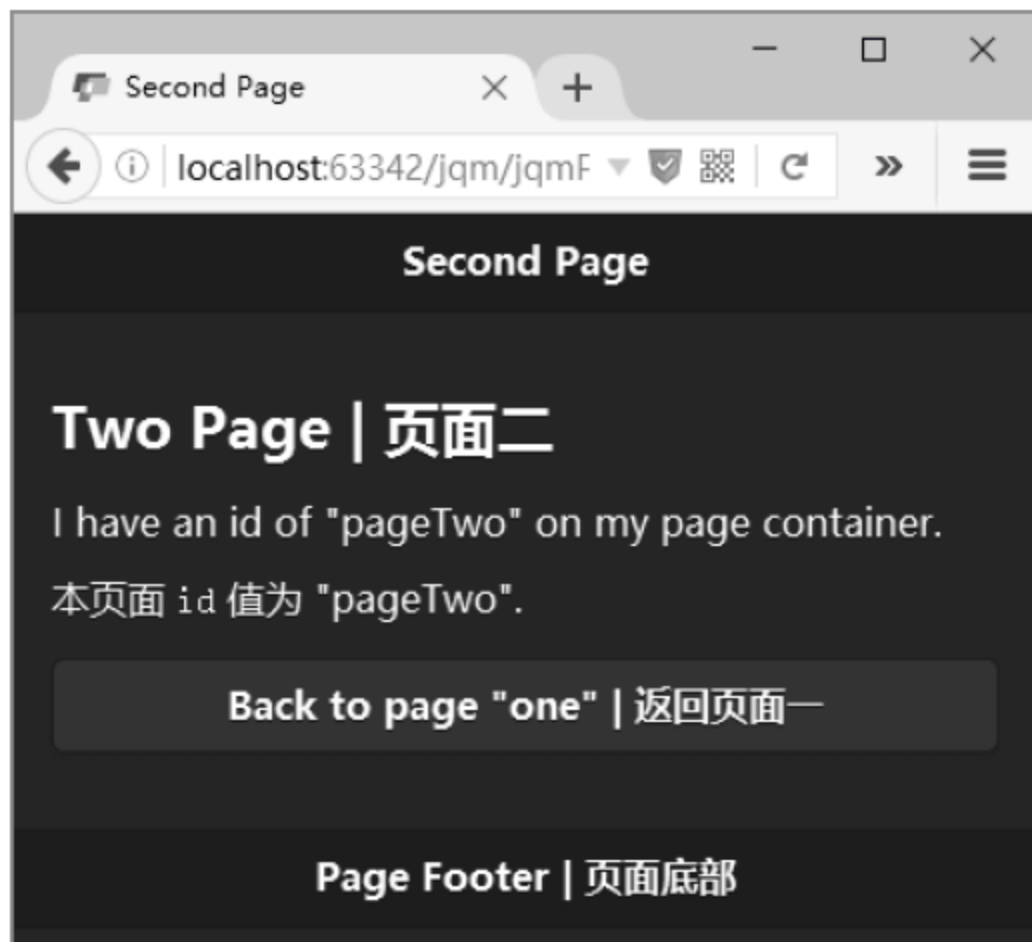 Second Page
localhost:63342/jqm/jqmF
Second Page
Two Page | 页面二
I have an id of "pageTwo" on my page container.
本页面 id 值为 "pageTwo".
Back to page "one" | 返回页面一
Page Footer | 页面底部